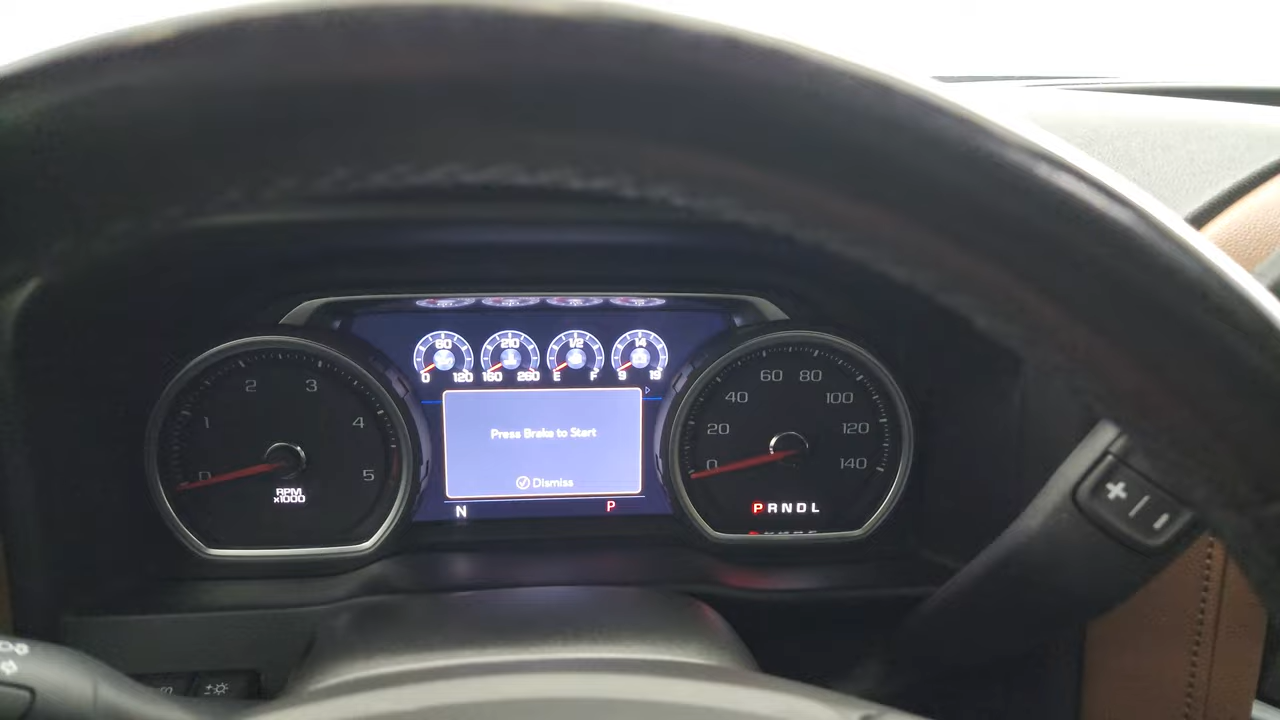 60 210 1/2 14
0 120 160 260 E F 9 19
Press Brake to Start
Dismiss
N P
0 1 2 3 4 5
RPM
x1000
0 20 40 60 80 100 120 140
PRNDL
+ -